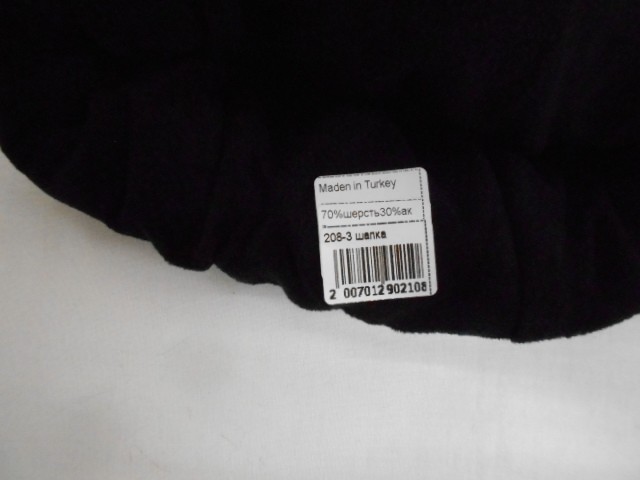 Maden in Turkey
70%шерсть30%ак
208-3 шапка
2 007012 902108